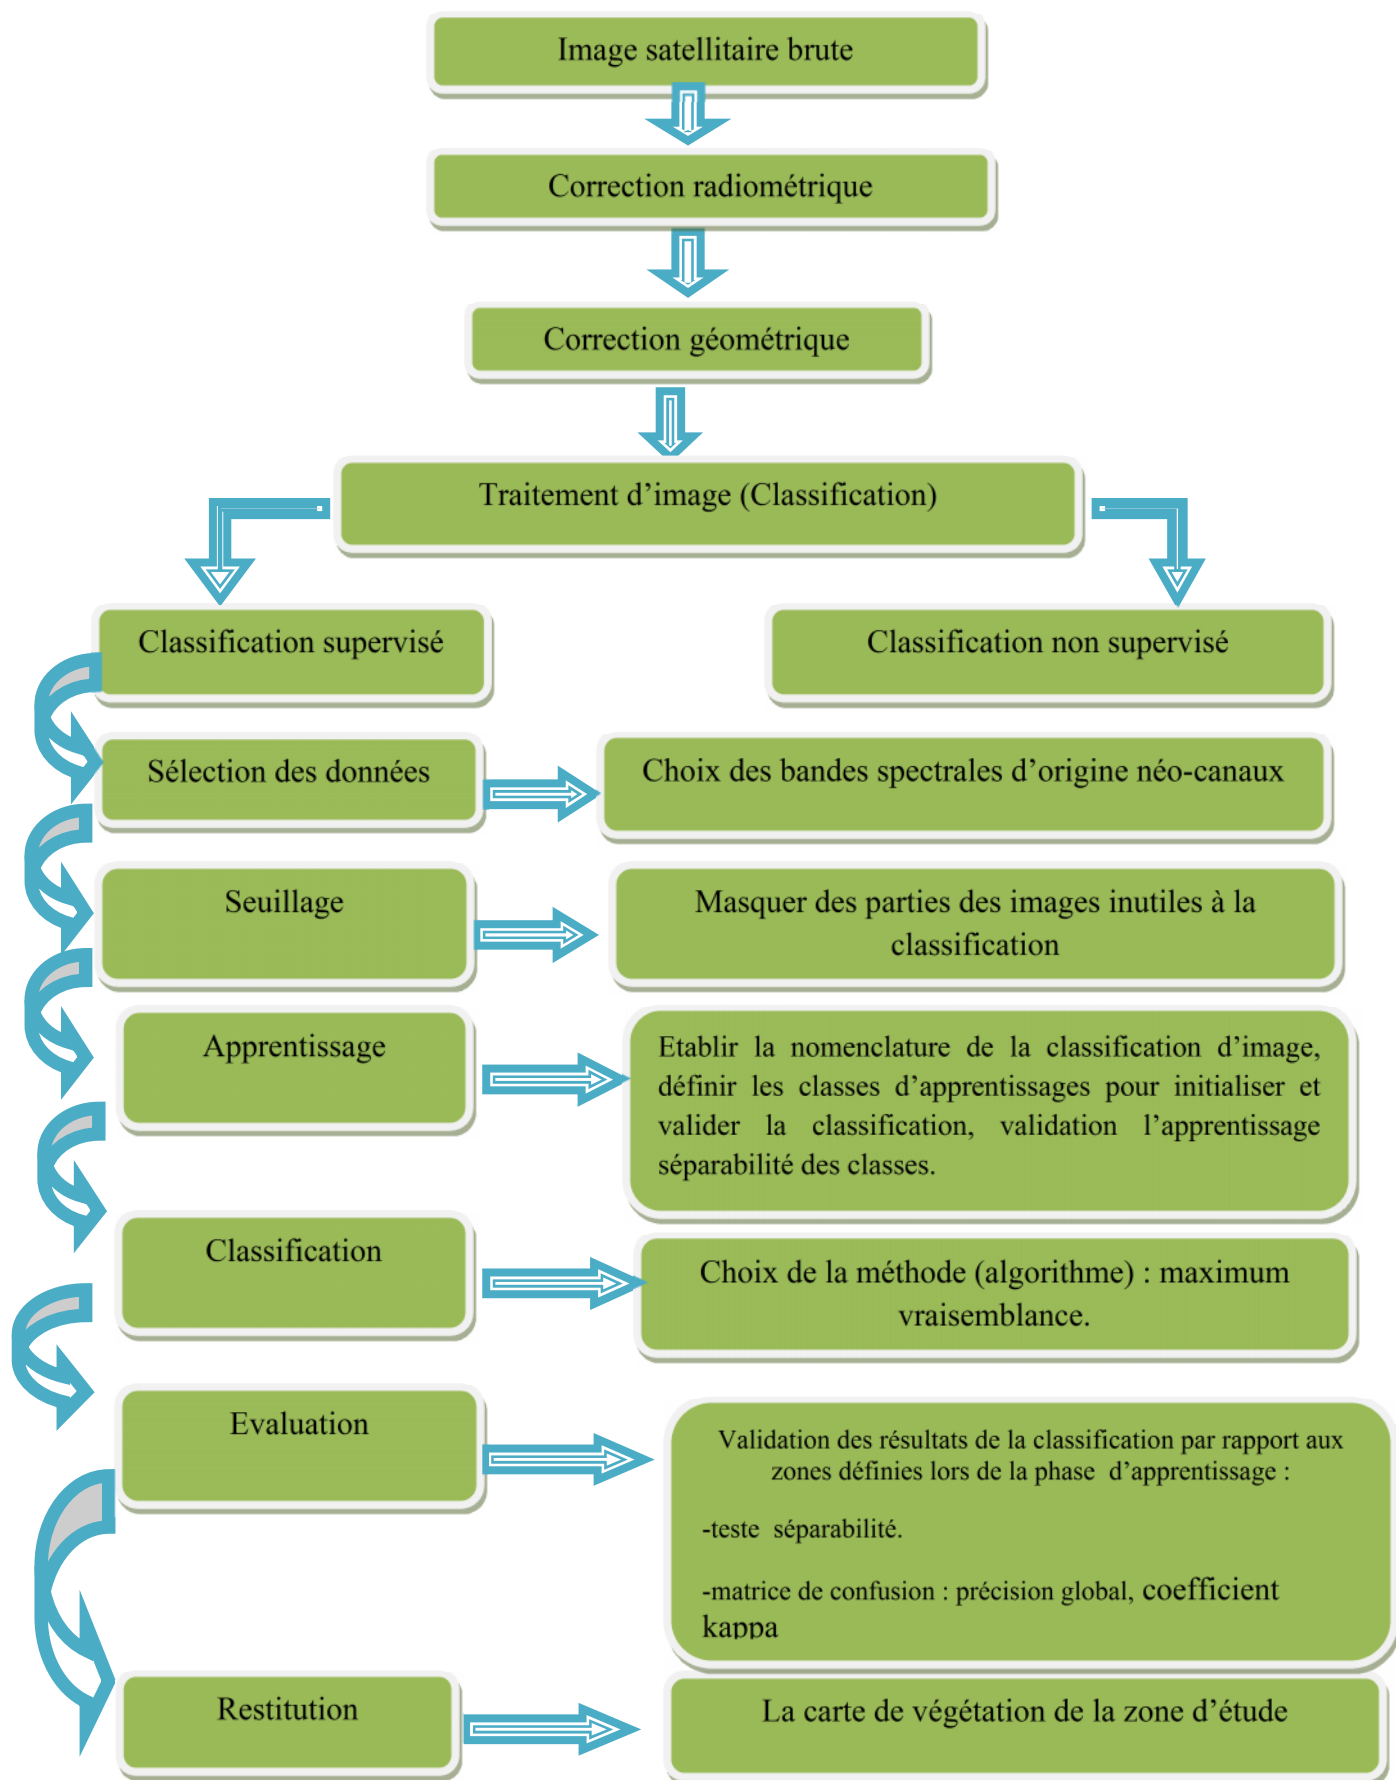 Image satellitaire brute
Correction radiométrique
Correction géométrique
Traitement d’image (Classification)
Classification supervisé
Classification non supervisé
Sélection des données
Choix des bandes spectrales d’origine néo-canaux
Seuillage
Masquer des parties des images inutiles à la
classification
Apprentissage
Etablir la nomenclature de la classification d’image,
définir les classes d’apprentissages pour initialiser et
valider la classification, validation l’apprentissage
séparabilité des classes.
Classification
Choix de la méthode (algorithme) : maximum
vraisemblance.
Evaluation
Validation des résultats de la classification par rapport aux
zones définies lors de la phase d’apprentissage :
-teste séparabilité.
-matrice de confusion : précision global, coefficient
kappa
Restitution
La carte de végétation de la zone d’étude